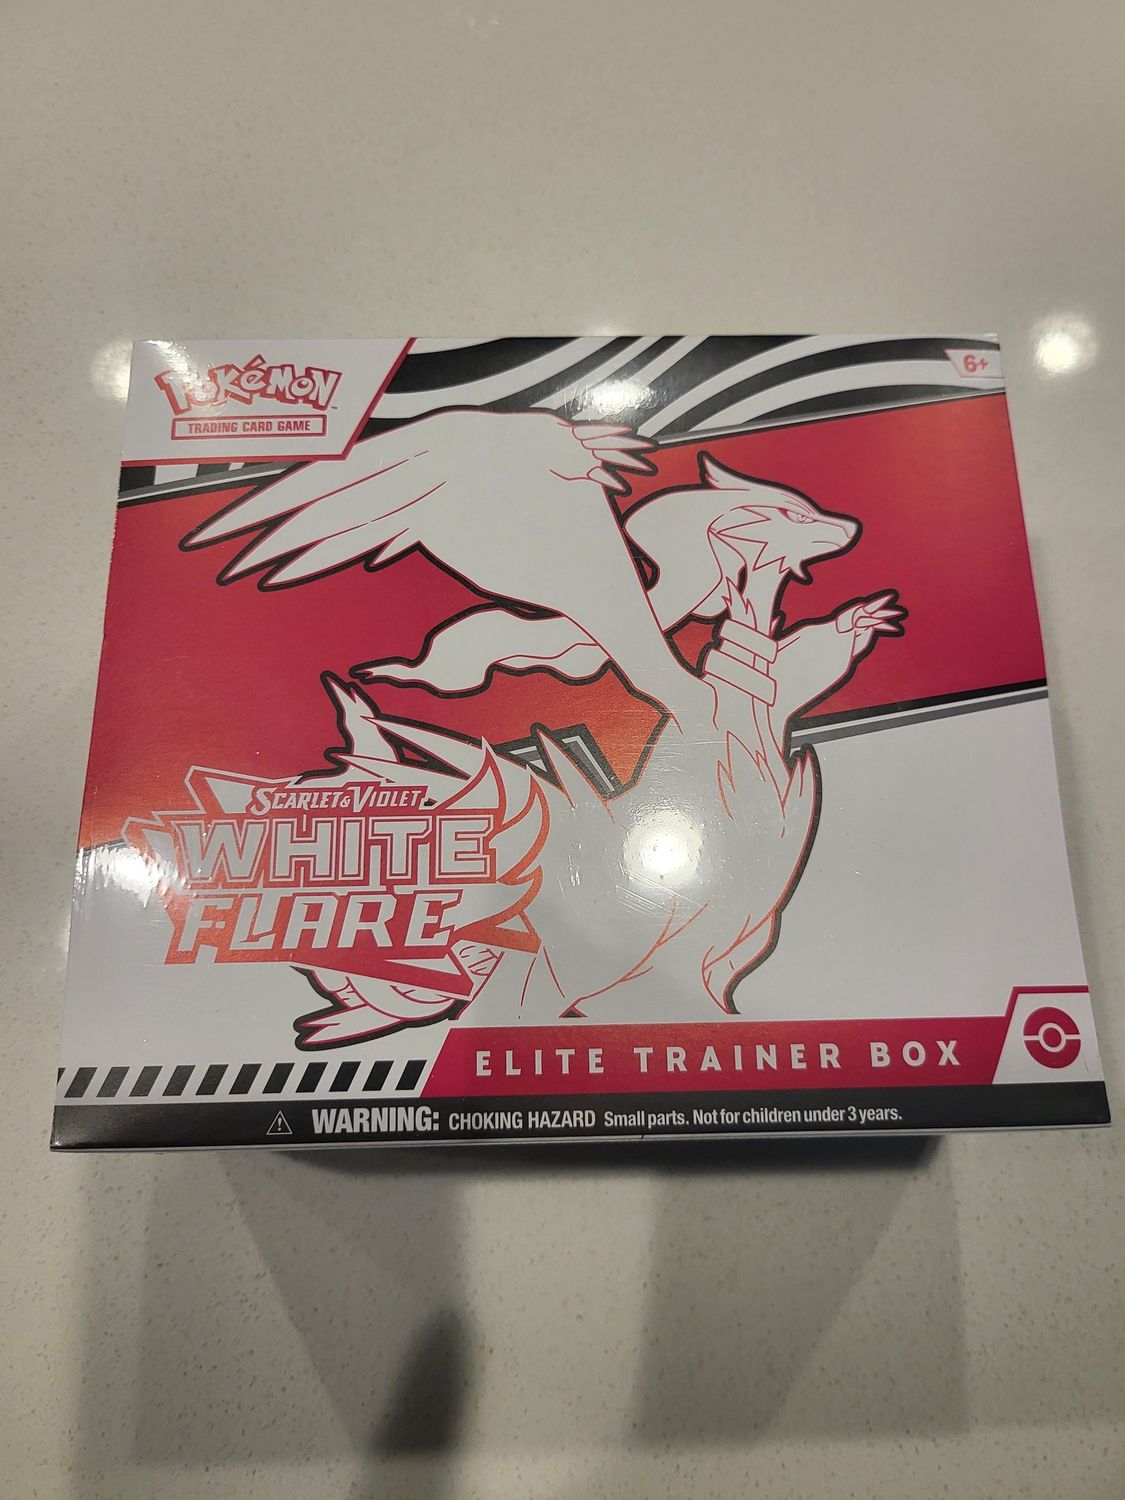 POKéMON
TRADING CARD GAME
6+
SCARLET & VIOLET
WHITE
FLARE
ELITE TRAINER BOX
WARNING: CHOKING HAZARD Small parts. Not for children under 3 years.